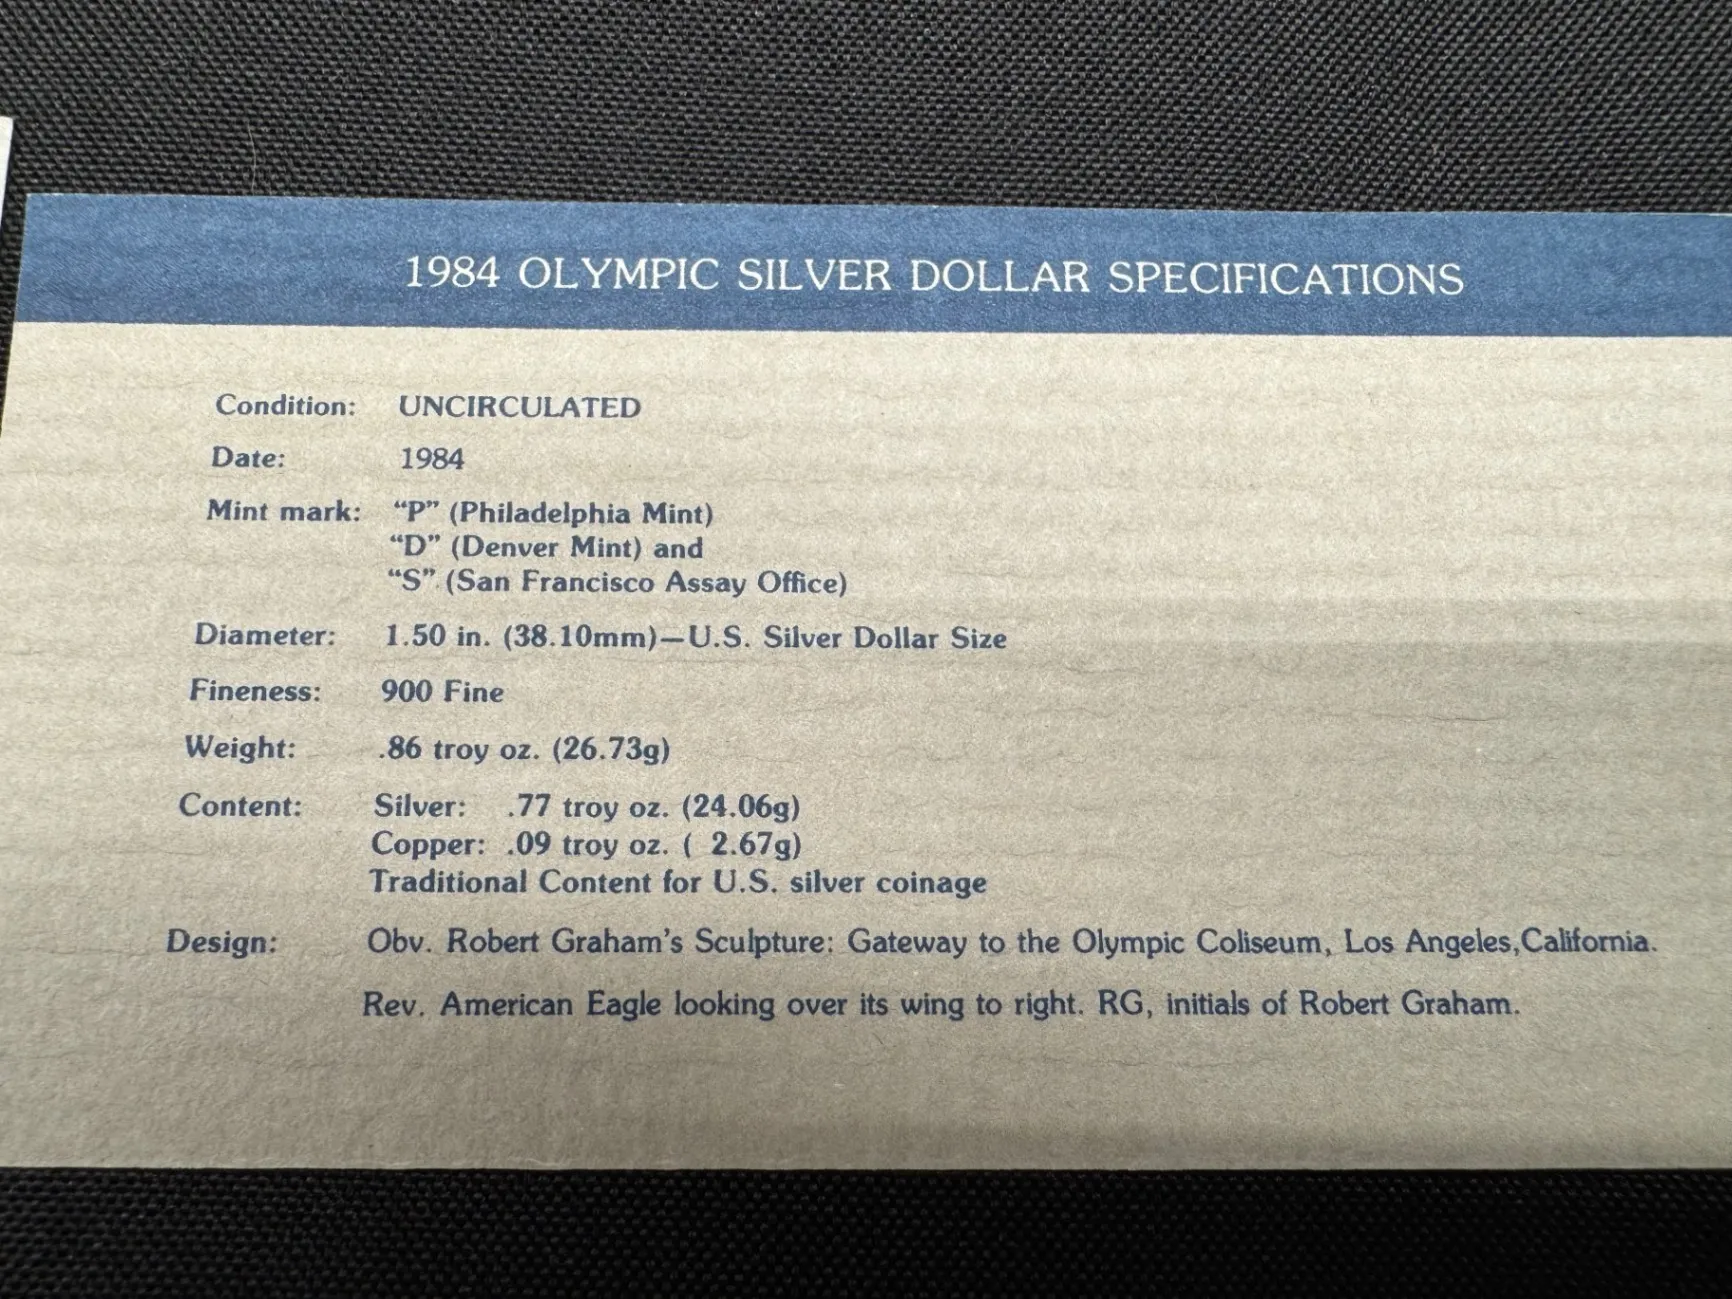 1984 OLYMPIC SILVER DOLLAR SPECIFICATIONS
Condition: UNCIRCULATED
Date: 1984
Mint mark: “P” (Philadelphia Mint)
“D” (Denver Mint) and
“S” (San Francisco Assay Office)
Diameter: 1.50 in. (38.10mm)—U.S. Silver Dollar Size
Fineness: 900 Fine
Weight: .86 troy oz. (26.73g)
Content: Silver: .77 troy oz. (24.06g)
Copper: .09 troy oz. ( 2.67g)
Traditional Content for U.S. silver coinage
Design: Obv. Robert Graham’s Sculpture: Gateway to the Olympic Coliseum, Los Angeles,California.
Rev. American Eagle looking over its wing to right. RG, initials of Robert Graham.